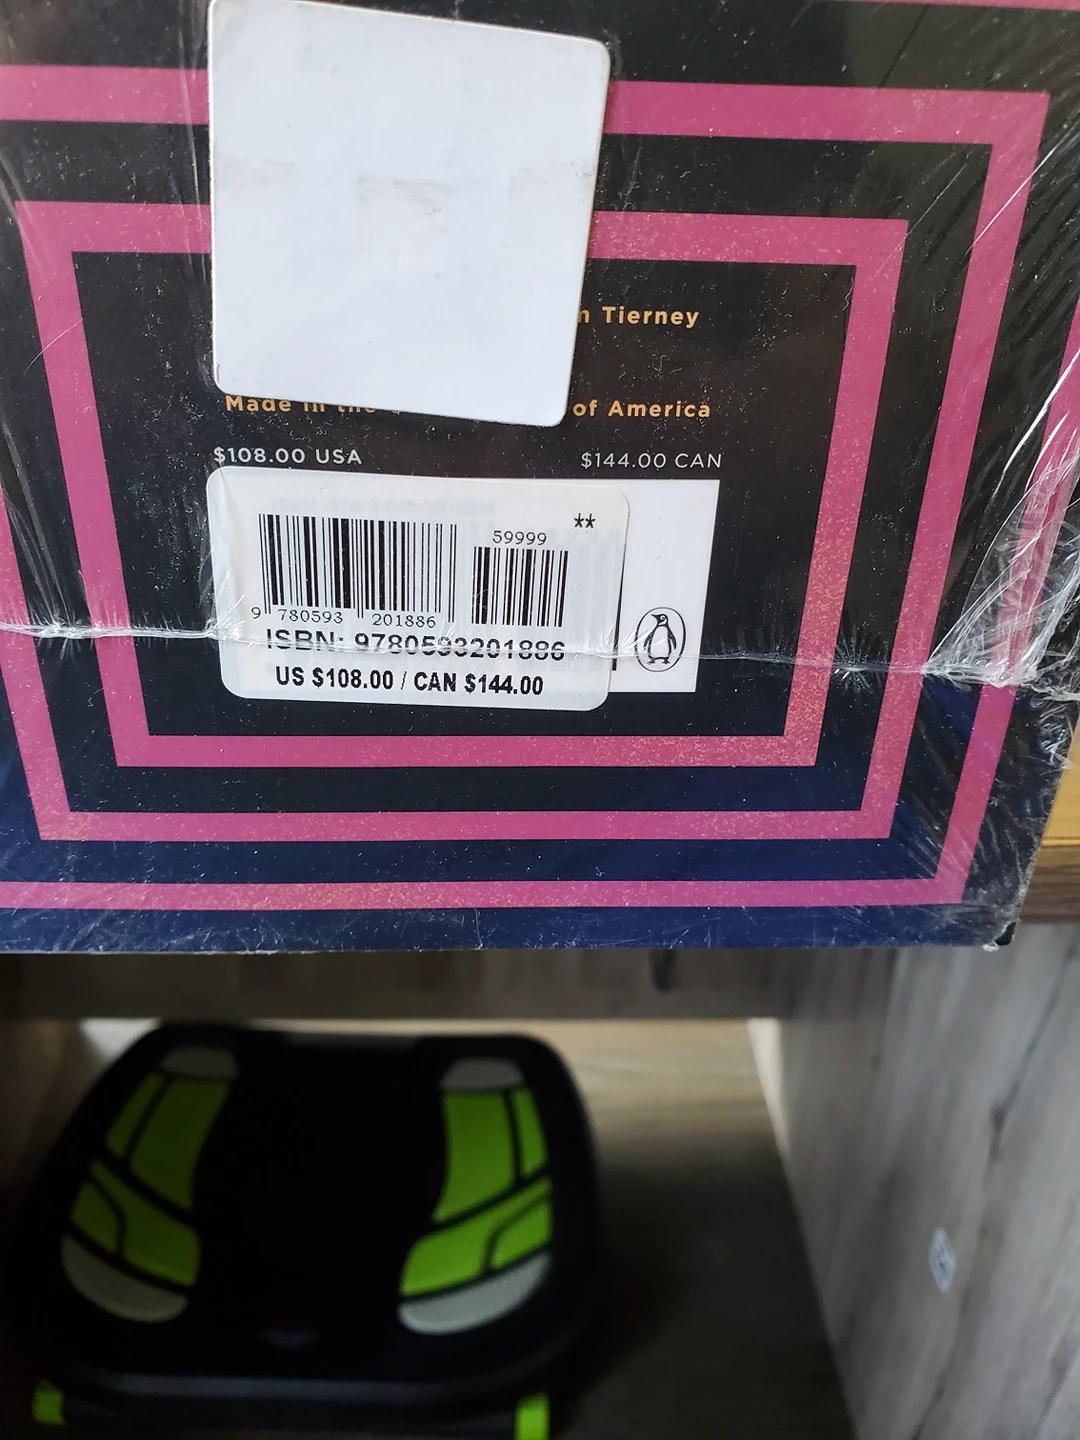 Tierney
Made in the
of America
$108.00 USA
$144.00 CAN
**
59999
9 780593 201886
ISBN: 9780593201886
US $108.00 / CAN $144.00